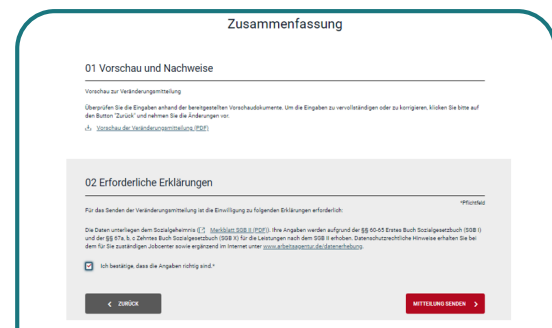 Zusammenfassung
01 Vorschau und Nachweise
Vorschau zur Veränderungsmitteilung
Überprüfen Sie die Eingaben anhand der bereitgestellten Vorschaudokumente. Um die Eingaben zu vervollständigen oder zu korrigieren, klicken Sie bitte auf
den Button "Zurück" und nehmen Sie die Änderungen vor.
Vorschau der Veränderungsmitteilung (PDF)
02 Erforderliche Erklärungen
*Pflichtfeld
Für das Senden der Veränderungsmitteilung ist die Einwilligung zu folgenden Erklärungen erforderlich:
Die Daten unterliegen dem Sozialgeheimnis ( Merkblatt SGB II (PDF)). Ihre Angaben werden aufgrund der §§ 60-65 Erstes Buch Sozialgesetzbuch (SGB I)
und der §§ 67a, b, c Zehntes Buch Sozialgesetzbuch (SGB X) für die Leistungen nach dem SGB II erhoben. Datenschutzrechtliche Hinweise erhalten Sie bei
dem für Sie zuständigen Jobcenter sowie ergänzend im Internet unter www.arbeitsagentur.de/datenerhebung.
Ich bestätige, dass die Angaben richtig sind.*
ZURÜCK
MITTEILUNG SENDEN